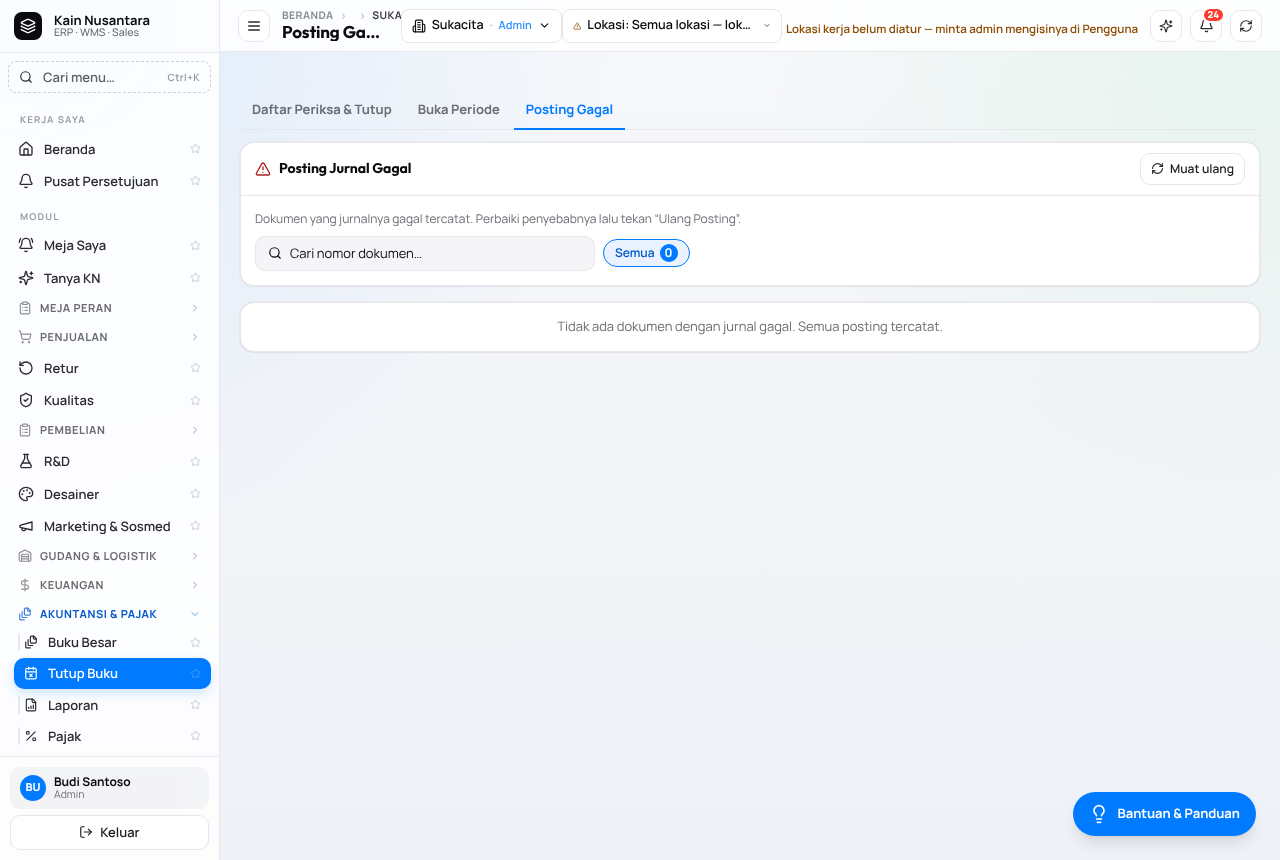 Kain Nusantara
ERP · WMS · Sales
Cari menu...
Ctrl+K
KERJA SAYA
Beranda
Pusat Persetujuan
MODUL
Meja Saya
Tanya KN
MEJA PERAN
PENJUALAN
Retur
Kualitas
PEMBELIAN
R&D
Desainer
Marketing & Sosmed
GUDANG & LOGISTIK
KEUANGAN
AKUNTANSI & PAJAK
Buku Besar
Tutup Buku
Laporan
Pajak
BU
Budi Santoso
Admin
Keluar
BERANDA > > SUKA
Posting Ga...
Sukacita · Admin
Lokasi: Semua lokasi — lok...
Lokasi kerja belum diatur — minta admin mengisinya di Pengguna
24
Daftar Periksa & Tutup
Buka Periode
Posting Gagal
Posting Jurnal Gagal
Muat ulang
Dokumen yang jurnalnya gagal tercatat. Perbaiki penyebabnya lalu tekan “Ulang Posting”.
Cari nomor dokumen...
Semua 0
Tidak ada dokumen dengan jurnal gagal. Semua posting tercatat.
Bantuan & Panduan